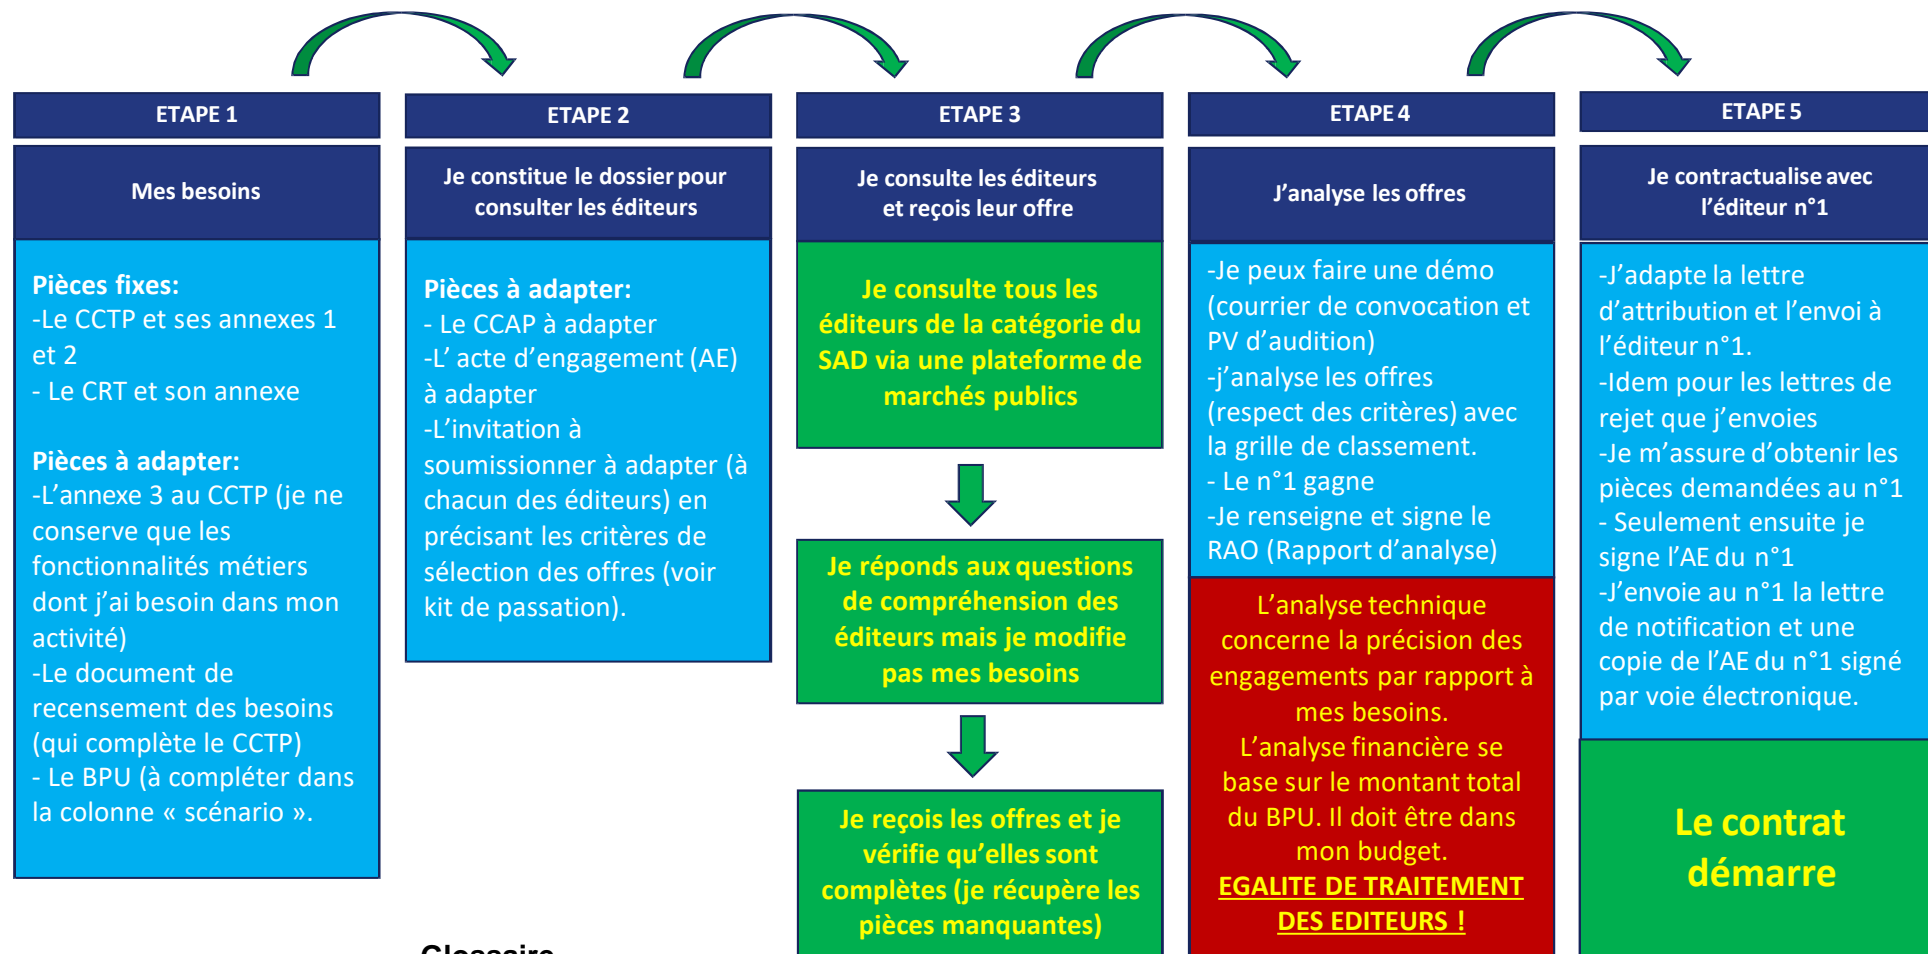 ETAPE 1
Mes besoins
Pièces fixes:
-Le CCTP et ses annexes 1
et 2
- Le CRT et son annexe
Pièces à adapter:
-L'annexe 3 au CCTP (je ne
conserve que les
fonctionnalités métiers
dont j'ai besoin dans mon
activité)
-Le document de
recensement des besoins
(qui complète le CCTP)
- Le BPU (à compléter dans
la colonne « scénario ».
ETAPE 2
Je constitue le dossier pour
consulter les éditeurs
Pièces à adapter:
- Le CCAP à adapter
-L' acte d'engagement (AE)
à adapter
-L'invitation à
soumissionner à adapter (à
chacun des éditeurs) en
précisant les critères de
sélection des offres (voir
kit de passation).
ETAPE 3
Je consulte les éditeurs
et reçois leur offre
Je consulte tous les
éditeurs de la catégorie du
SAD via une plateforme de
marchés publics
Je réponds aux questions
de compréhension des
éditeurs mais je modifie
pas mes besoins
Je reçois les offres et je
vérifie qu'elles sont
complètes (je récupère les
pièces manquantes)
ETAPE 4
J'analyse les offres
-Je peux faire une démo
(courrier de convocation et
PV d'audition)
-j'analyse les offres
(respect des critères) avec
la grille de classement.
- Le n°1 gagne
-Je renseigne et signe le
RAO (Rapport d'analyse)
L'analyse technique
concerne la précision des
engagements par rapport à
mes besoins.
L'analyse financière se
base sur le montant total
du BPU. Il doit être dans
mon budget.
EGALITE DE TRAITEMENT
DES EDITEURS !
ETAPE 5
Je contractualise avec
l'éditeur n°1
-J'adapte la lettre
d'attribution et l'envoi à
l'éditeur n°1.
-Idem pour les lettres de
rejet que j'envoies
-Je m'assure d'obtenir les
pièces demandées au n°1
- Seulement ensuite je
signe l'AE du n°1
-J'envoie au n°1 la lettre
de notification et une
copie de l'AE du n°1 signé
par voie électronique.
Le contrat
démarre
Glossaire